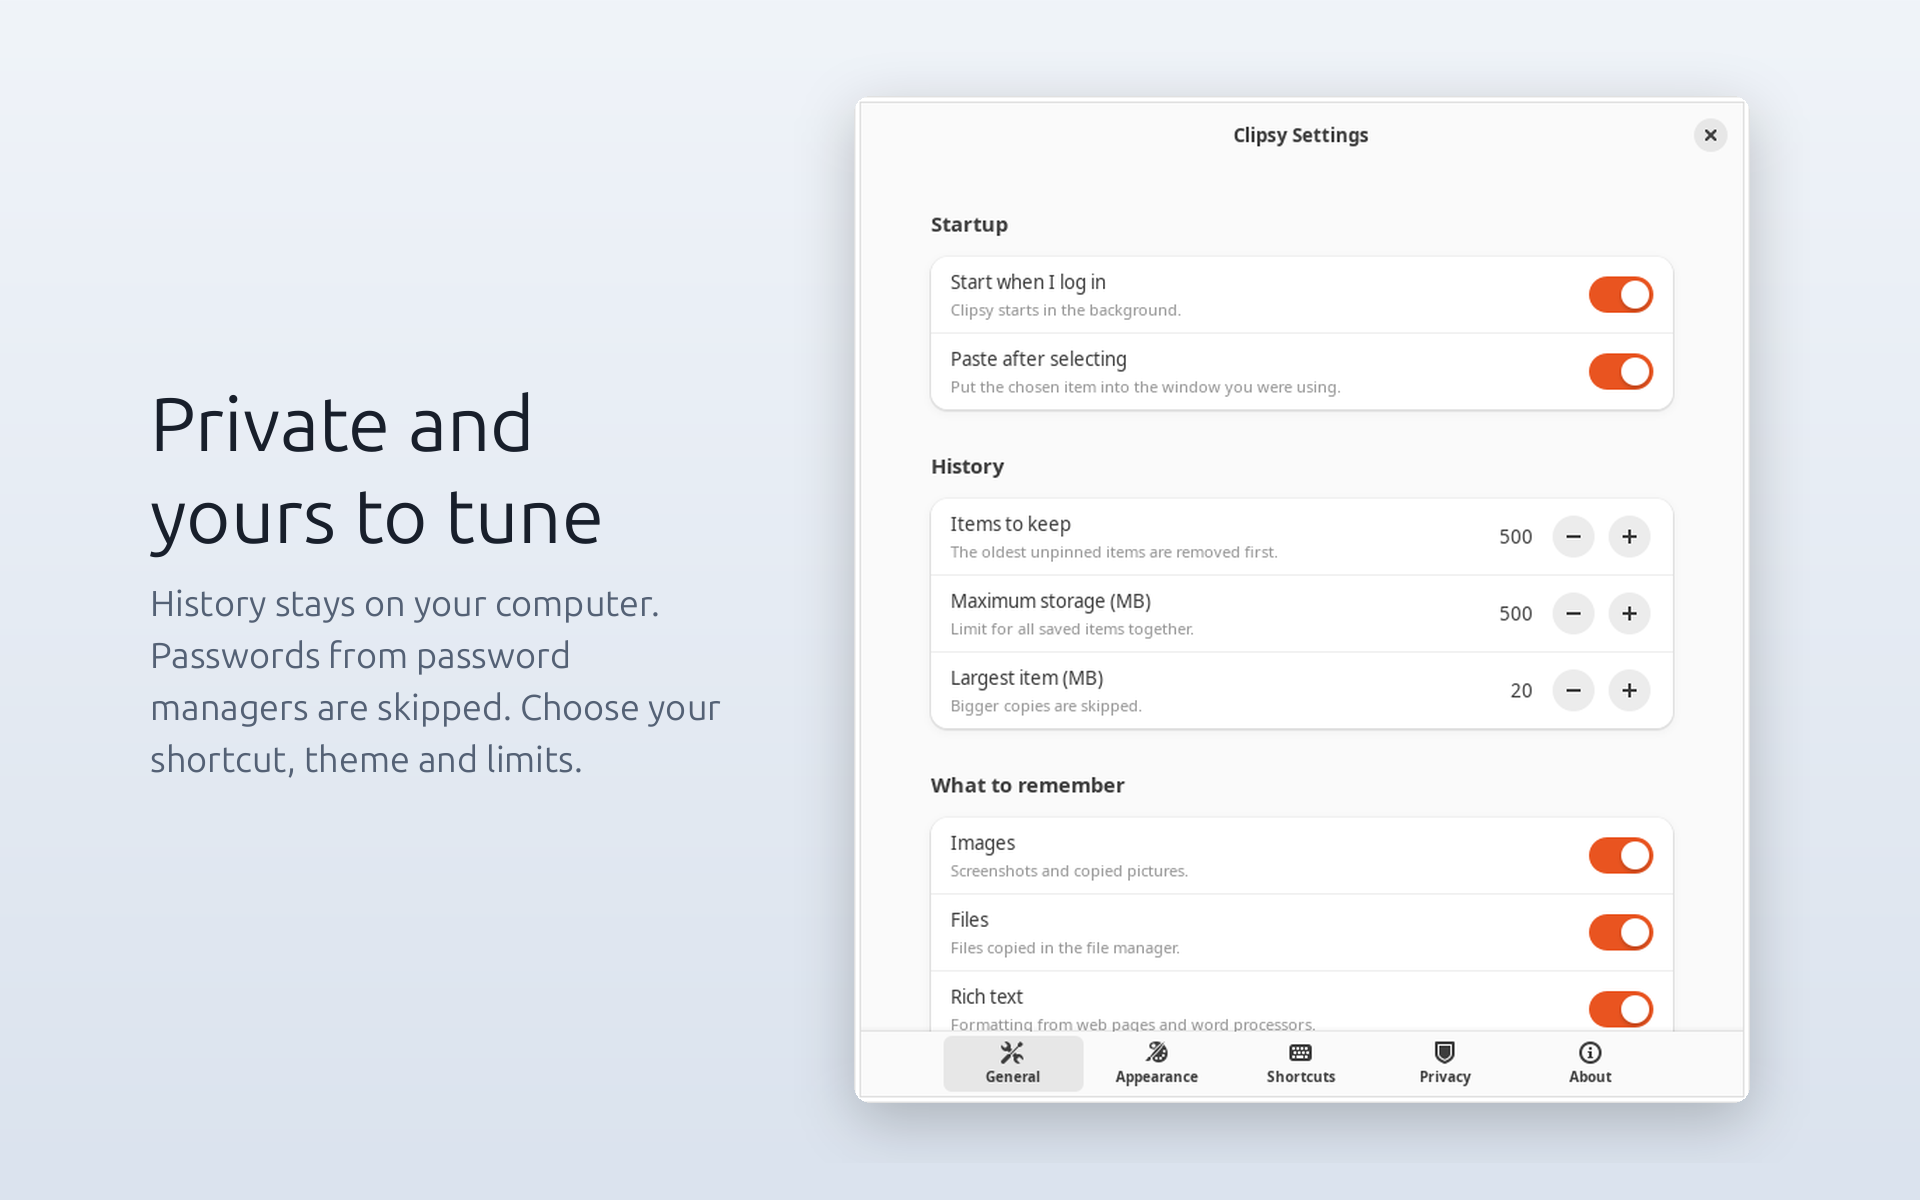 Private and
yours to tune
History stays on your computer.
Passwords from password
managers are skipped. Choose your
shortcut, theme and limits.
Clipsy Settings
Startup
Start when I log in
Clipsy starts in the background.
Paste after selecting
Put the chosen item into the window you were using.
History
Items to keep
The oldest unpinned items are removed first.
500
Maximum storage (MB)
Limit for all saved items together.
500
Largest item (MB)
Bigger copies are skipped.
20
What to remember
Images
Screenshots and copied pictures.
Files
Files copied in the file manager.
Rich text
Formatting from web pages and word processors.
General
Appearance
Shortcuts
Privacy
About